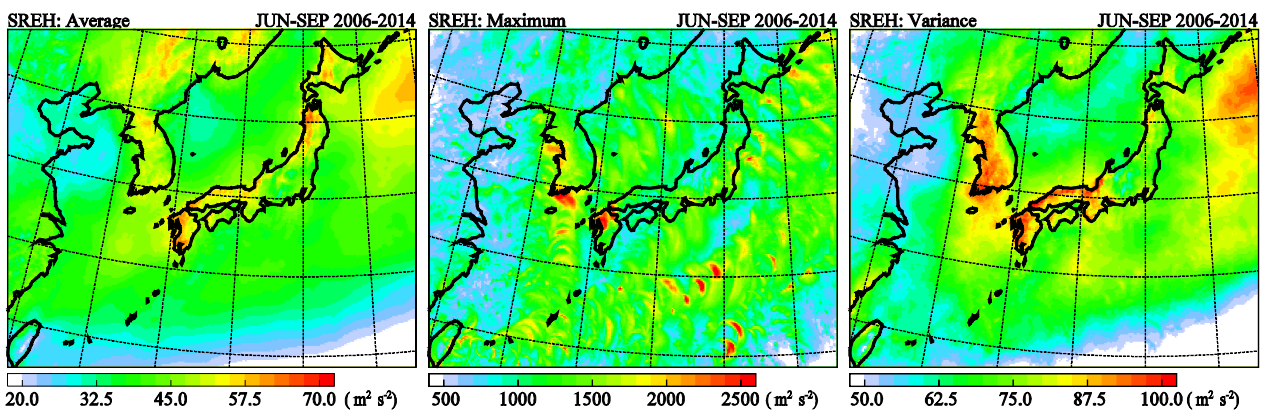 SREH: Average JUN-SEP 2006-2014
SREH: Maximum JUN-SEP 2006-2014
SREH: Variance JUN-SEP 2006-2014
20.0 32.5 45.0 57.5 70.0 ( m² s⁻²)
500 1000 1500 2000 2500 ( m² s⁻²)
50.0 62.5 75.0 87.5 100.0 ( m² s⁻²)